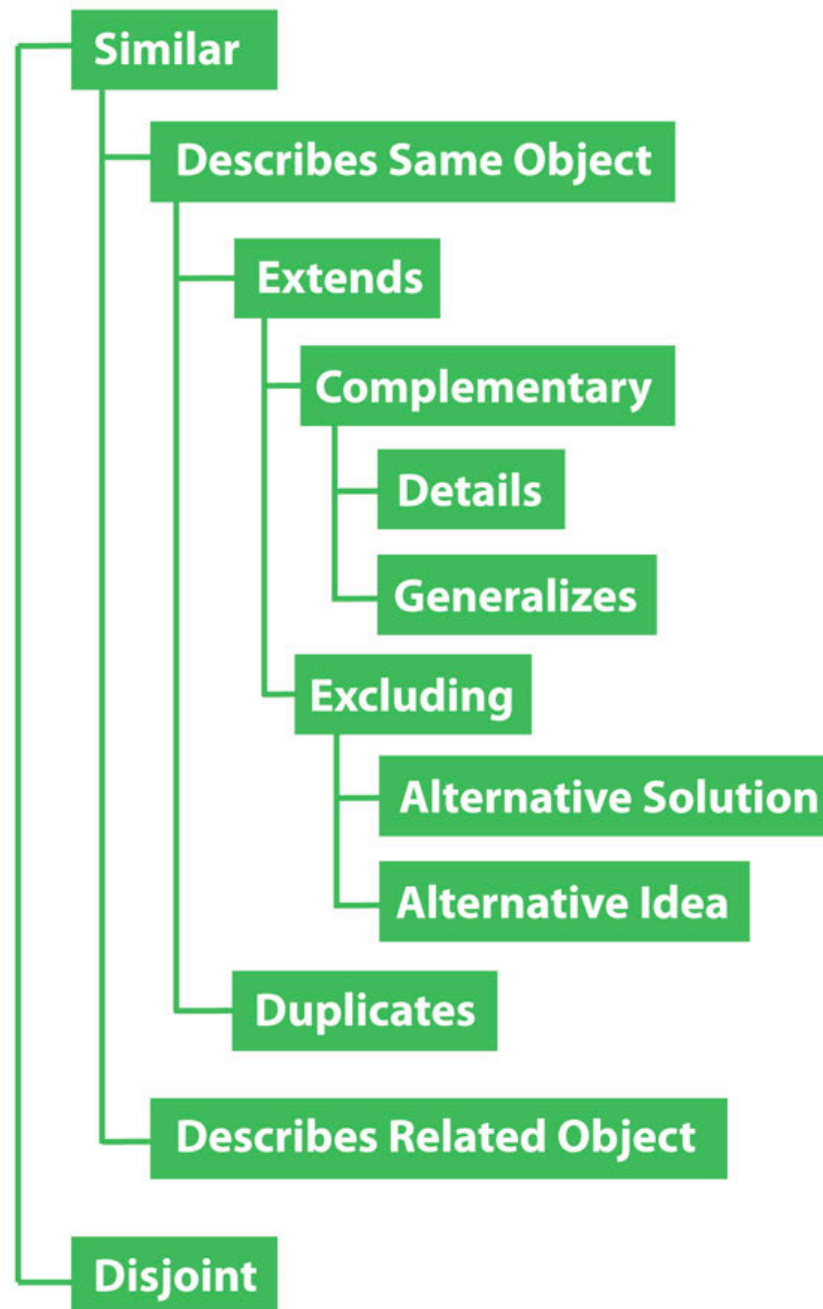 Similar
Describes Same Object
Extends
Complementary
Details
Generalizes
Excluding
Alternative Solution
Alternative Idea
Duplicates
Describes Related Object
Disjoint